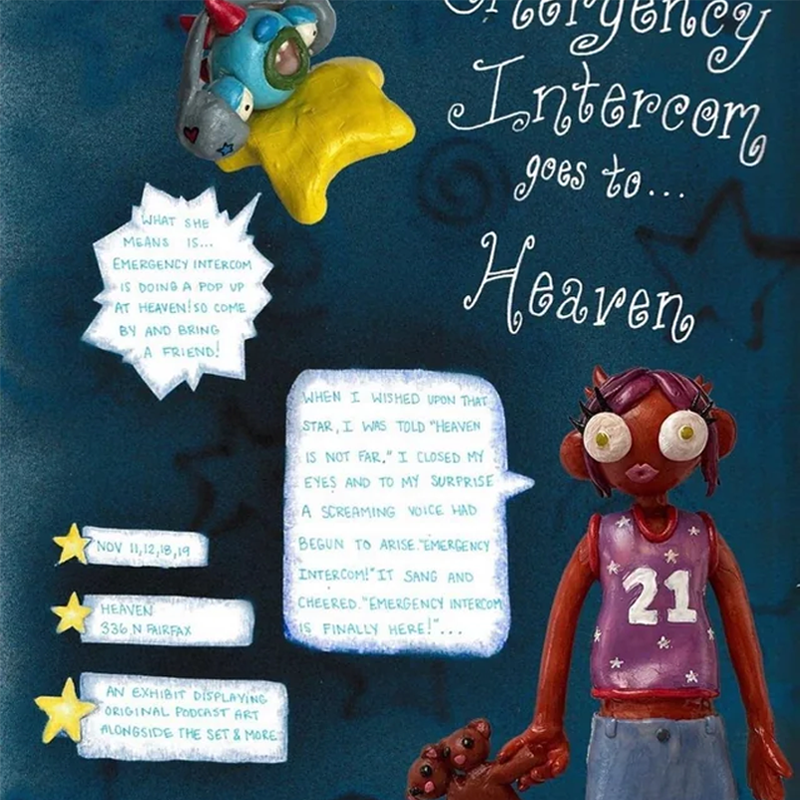 Emergency
Intercom
goes to...
Heaven
WHAT SHE
MEANS IS...
EMERGENCY INTERCOM
IS DOING A POP UP
AT HEAVEN! SO COME
BY AND BRING
A FRIEND!
WHEN I WISHED UPON THAT
STAR, I WAS TOLD "HEAVEN
IS NOT FAR." I CLOSED MY
EYES AND TO MY SURPRISE
A SCREAMING VOICE HAD
BEGUN TO ARISE. "EMERGENCY
INTERCOM!" IT SANG AND
CHEERED. "EMERGENCY INTERCOM
IS FINALLY HERE!"...
21
NOV 11,12,18,19
HEAVEN
336 N FAIRFAX
AN EXHIBIT DISPLAYING
ORIGINAL PODCAST ART
ALONGSIDE THE SET & MORE